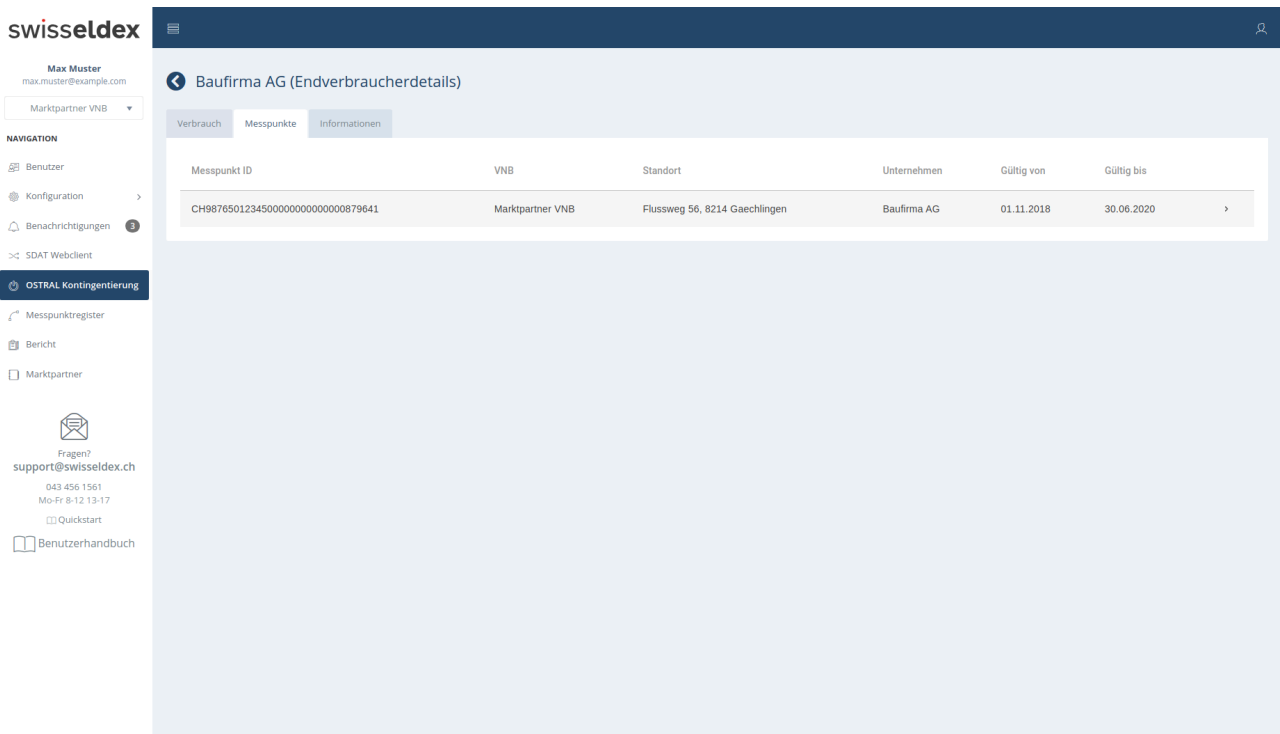 swisseldex
Max Muster
max.muster@example.com
Marktpartner VNB
NAVIGATION
Benutzer
Konfiguration
Benachrichtigungen 3
SDAT Webclient
OSTRAL Kontingentierung
Messpunktregister
Bericht
Marktpartner
Fragen?
support@swisseldex.ch
043 456 1561
Mo-Fr 8-12 13-17
Quickstart
Benutzerhandbuch
Baufirma AG (Endverbraucherdetails)
Verbrauch Messpunkte Informationen
Messpunkt ID VNB Standort Unternehmen Gültig von Gültig bis
CH9876501234500000000000000879641 Marktpartner VNB Flussweg 56, 8214 Gaechlingen Baufirma AG 01.11.2018 30.06.2020